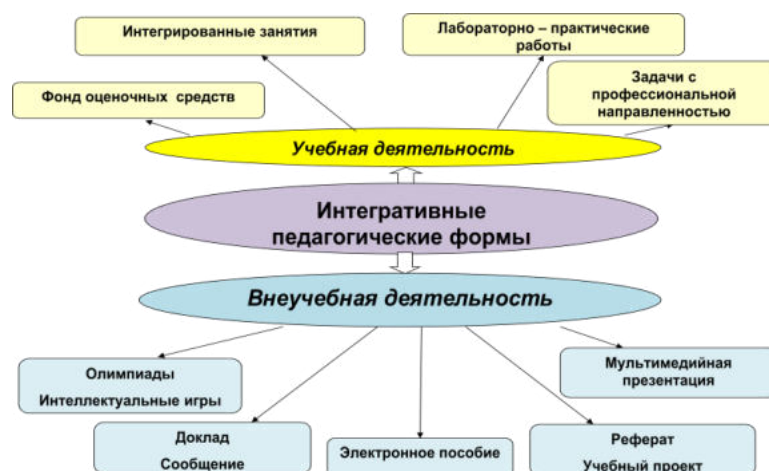 Интегрированные занятия
Лабораторно – практические
работы
Фонд оценочных средств
Задачи с
профессиональной
направленностью
Учебная деятельность
Интегративные
педагогические формы
Внеучебная деятельность
Олимпиады
Интеллектуальные игры
Мультимедийная
презентация
Доклад
Сообщение
Электронное пособие
Реферат
Учебный проект